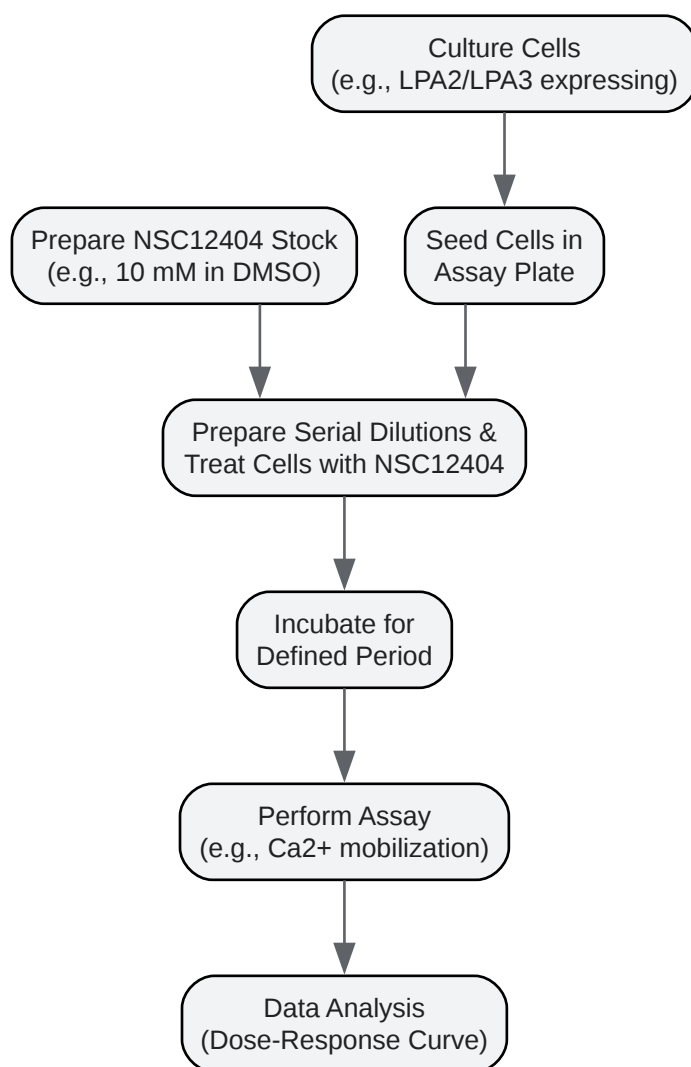 Culture Cells
(e.g., LPA2/LPA3 expressing)
Prepare NSC12404 Stock
(e.g., 10 mM in DMSO)
Seed Cells in
Assay Plate
Prepare Serial Dilutions &
Treat Cells with NSC12404
Incubate for
Defined Period
Perform Assay
(e.g., Ca2+ mobilization)
Data Analysis
(Dose-Response Curve)